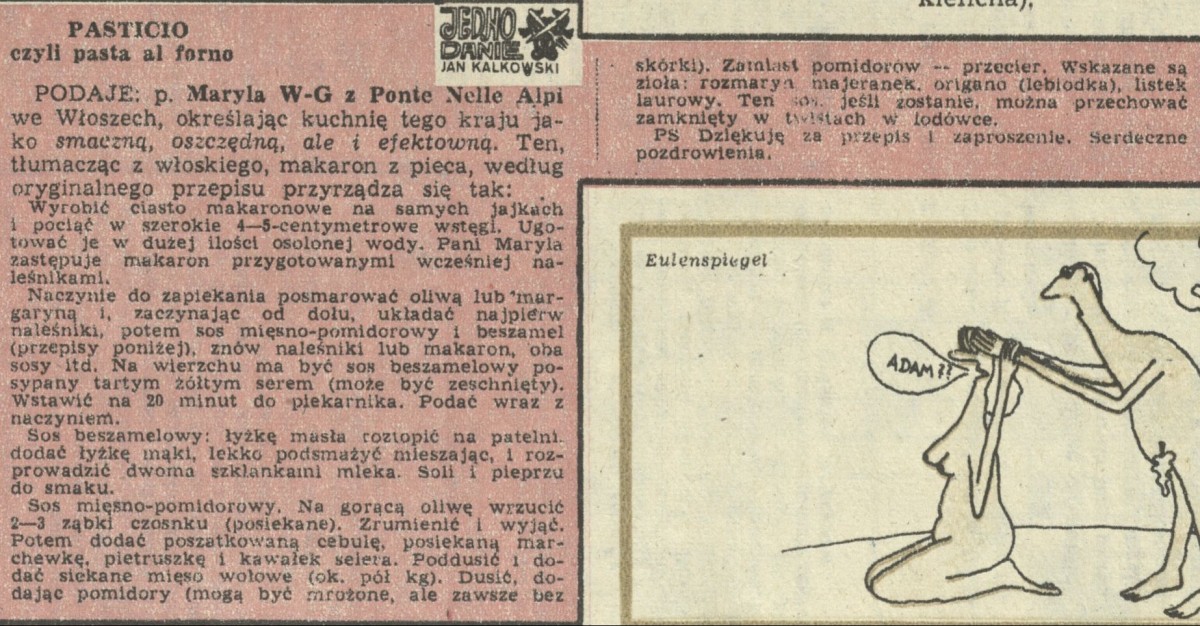 PASTICIO
czyli pasta al forno
JEDNO
DANIE
JAN KALKOWSKI
PODAJE: p. Maryla W-G z Ponte Nelle Alpi
we Włoszech, określając kuchnię tego kraju ja-
ko smaczną, oszczędną, ale i efektowną. Ten,
tłumacząc z włoskiego, makaron z pieca, według
oryginalnego przepisu przyrządza się tak:
Wyrobić ciasto makaronowe na samych jajkach
i pociąć w szerokie 4—5-centymetrowe wstęgi. Ugo-
tować je w dużej ilości osolonej wody. Pani Maryla
zastępuje makaron przygotowanymi wcześniej na-
leśnikami.
Naczynie do zapiekania posmarować oliwą lub mar-
garyną i, zaczynając od dołu, układać najpierw
naleśniki, potem sos mięsno-pomidorowy i beszamel
(przepisy poniżej), znów naleśniki lub makaron, oba
sosy itd. Na wierzchu ma być sos beszamelowy po-
sypany tartym żółtym serem (może być zeschnięty).
Wstawić na 20 minut do piekarnika. Podać wraz z
naczyniem.
Sos beszamelowy: łyżkę masła roztopić na patelni.
dodać łyżkę mąki, lekko podsmażyć mieszając, i roz-
prowadzić dwoma szklankami mleka. Soli i pieprzu
do smaku.
Sos mięsno-pomidorowy. Na gorącą oliwę wrzucić
2—3 ząbki czosnku (posiekane). Zrumienić i wyjąć.
Potem dodać poszatkowaną cebulę, posiekaną mar-
chewkę, pietruszkę i kawałek selera. Poddusić i do-
dać siekane mięso wołowe (ok. pół kg). Dusić, do-
dając pomidory (mogą być mrożone, ale zawsze bez
skórki). Zamiast pomidorów -- przecier. Wskazane są
zioła: rozmaryn majeranek, origano (lebiodka), listek
laurowy. Ten sos, jeśli zostanie, można przechować
zamknięty w twistach w lodówce.
PS Dziękuję za przepis i zaproszenie. Serdeczne
pozdrowienia.
Eulenspiegel
ADAM??